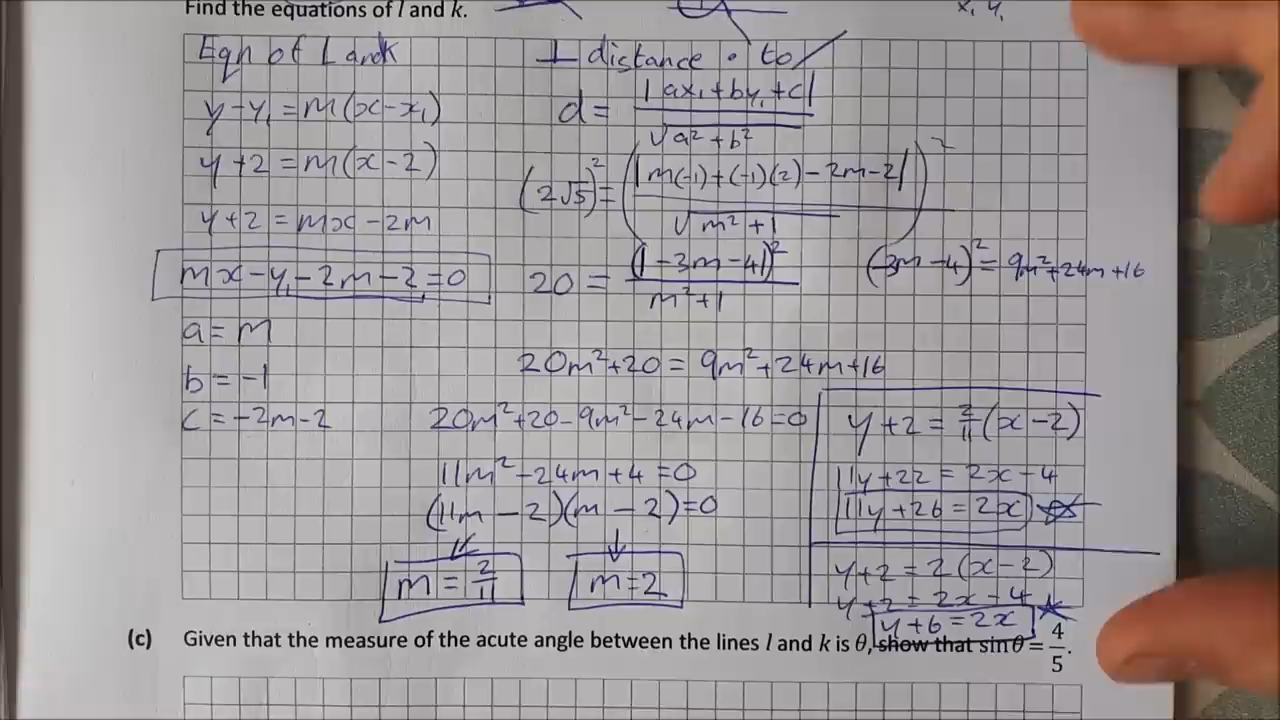 Find the equations of l and k.
x₁ y₁
Eqn of L and k
y-y₁ = m(x-x₁)
y+2 = m(x-2)
y+2 = mx-2m
mx-y-2m-2=0
a=m
b=-1
c=-2m-2
⊥ distance • to /
d = |ax₁+by₁+c| / √a²+b²
(2√5)² = (|m(-1)+(-1)(2)-2m-2| / √m²+1)²
20 = (|-3m-4|)² / m²+1
(-3m-4)² = 9m²+24m+16
20m²+20 = 9m²+24m+16
20m²+20-9m²-24m-16=0
11m²-24m+4=0
(11m-2)(m-2)=0
m = 2/11
m=2
y+2 = 2/11(x-2)
11y+22 = 2x-4
11y+26 = 2x
y+2 = 2(x-2)
y+2 = 2x-4
y+6 = 2x
(c) Given that the measure of the acute angle between the lines l and k is θ, show that sin θ = 4/5.